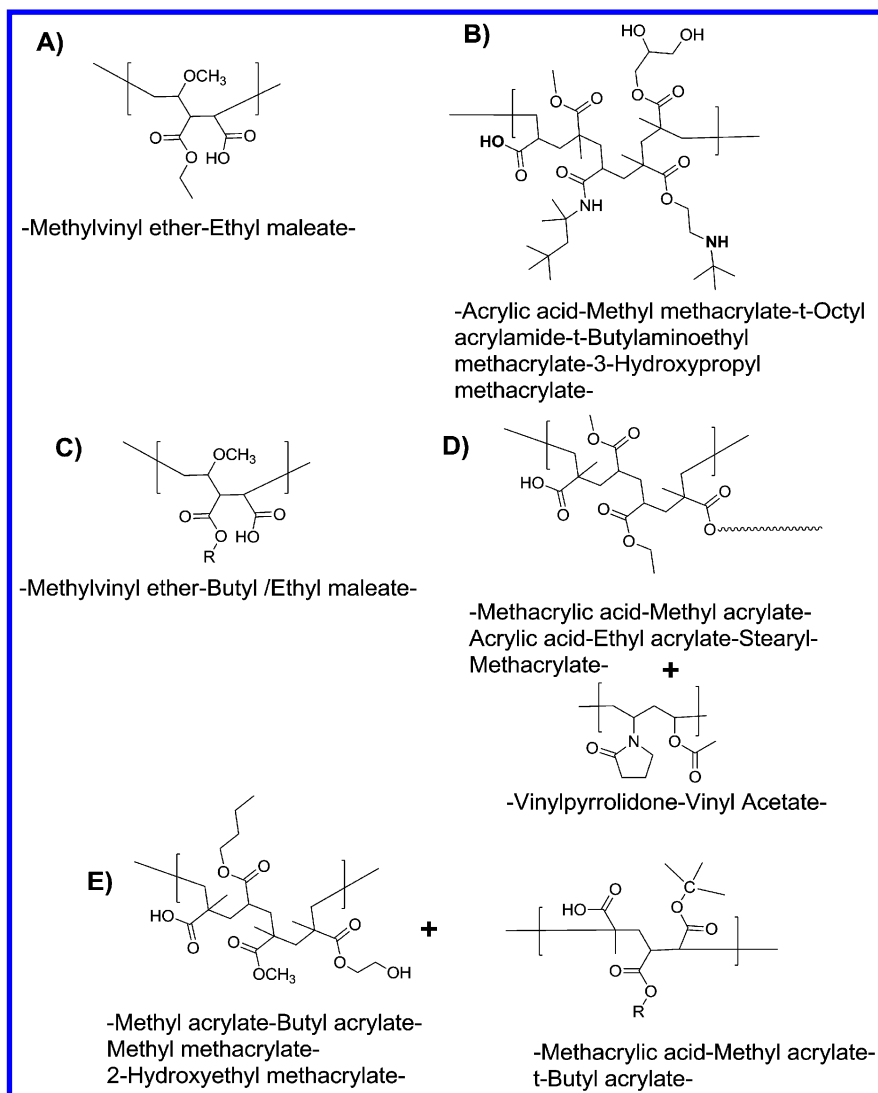 A)
OCH3
O
O
O
HO
-Methylvinyl ether-Ethyl maleate-
B)
HO
OH
O
O
O
O
HO
O
O
O
NH
O
NH
-Acrylic acid-Methyl methacrylate-t-Octyl
acrylamide-t-Butylaminoethyl
methacrylate-3-Hydroxypropyl
methacrylate-
C)
OCH3
O
O
O
HO
R
-Methylvinyl ether-Butyl /Ethyl maleate-
D)
O
O
HO
O
O
O
O
O
-Methacrylic acid-Methyl acrylate-
Acrylic acid-Ethyl acrylate-Stearyl-
Methacrylate-
+
O
N
O
O
-Vinylpyrrolidone-Vinyl Acetate-
E)
O
O
HO
O
O
OCH3
O
O
OH
-Methyl acrylate-Butyl acrylate-
Methyl methacrylate-
2-Hydroxyethyl methacrylate-
+
O
HO
C
O
O
O
O
R
-Methacrylic acid-Methyl acrylate-
t-Butyl acrylate-